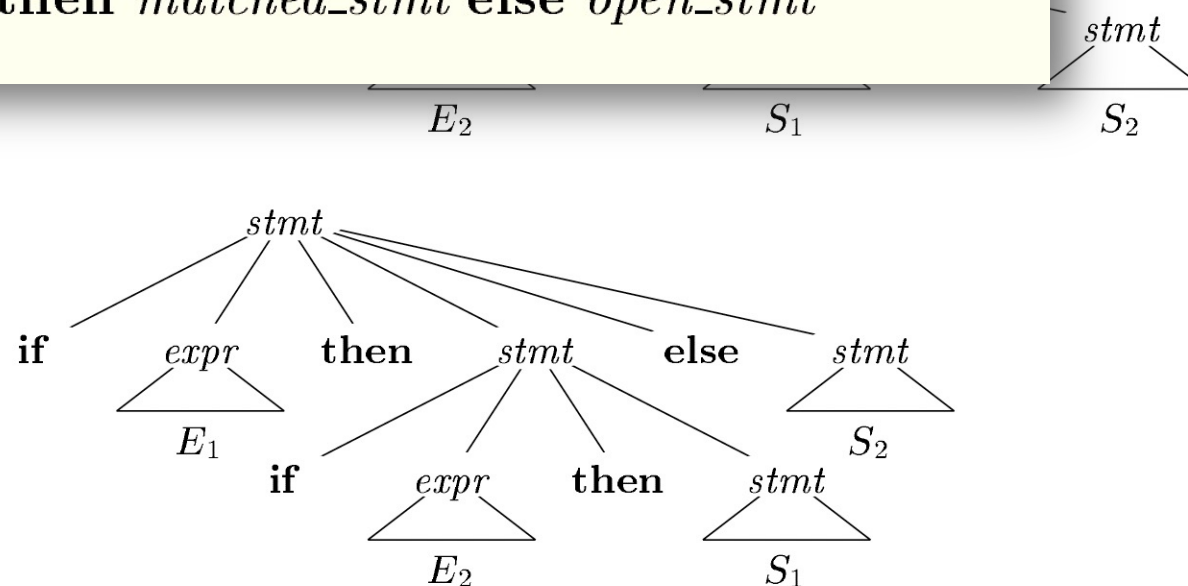 then matched_stmt else open_stmt
stmt
E2 S1 S2
stmt
if expr then stmt else stmt
E1 S2
if expr then stmt
E2 S1